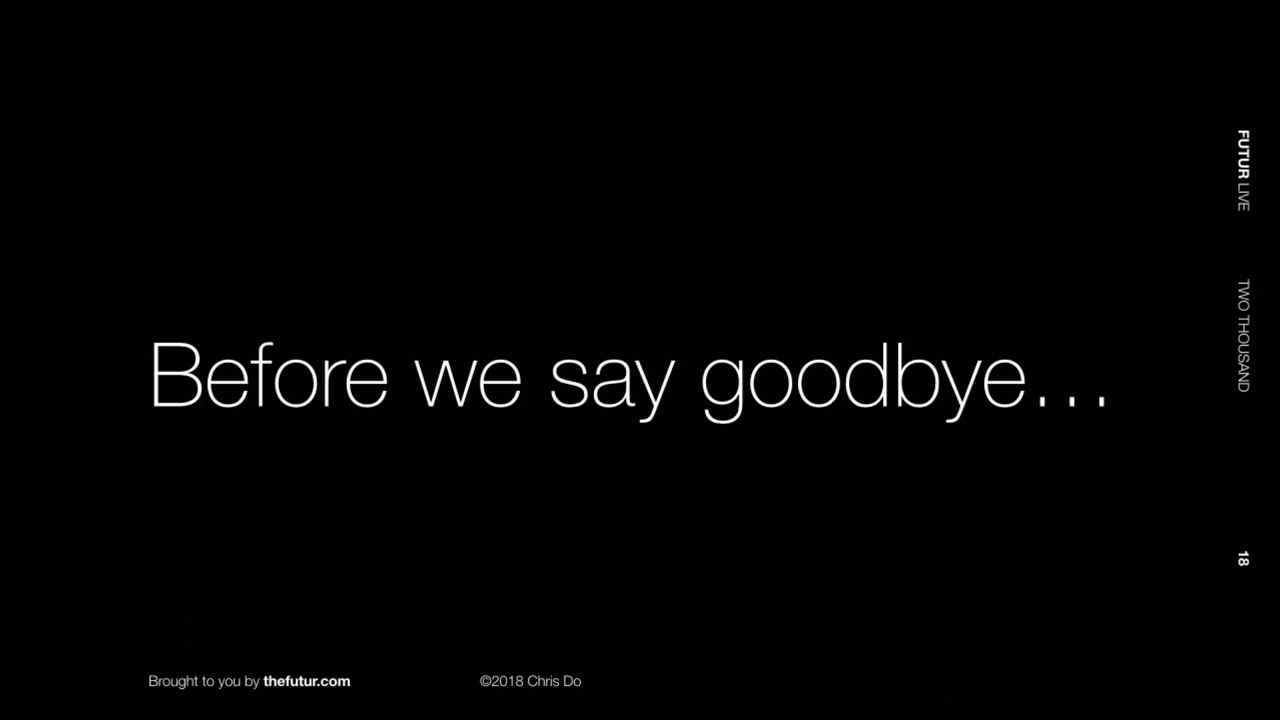 Before we say goodbye…
FUTUR LIVE
TWO THOUSAND
18
Brought to you by thefutur.com
©2018 Chris Do